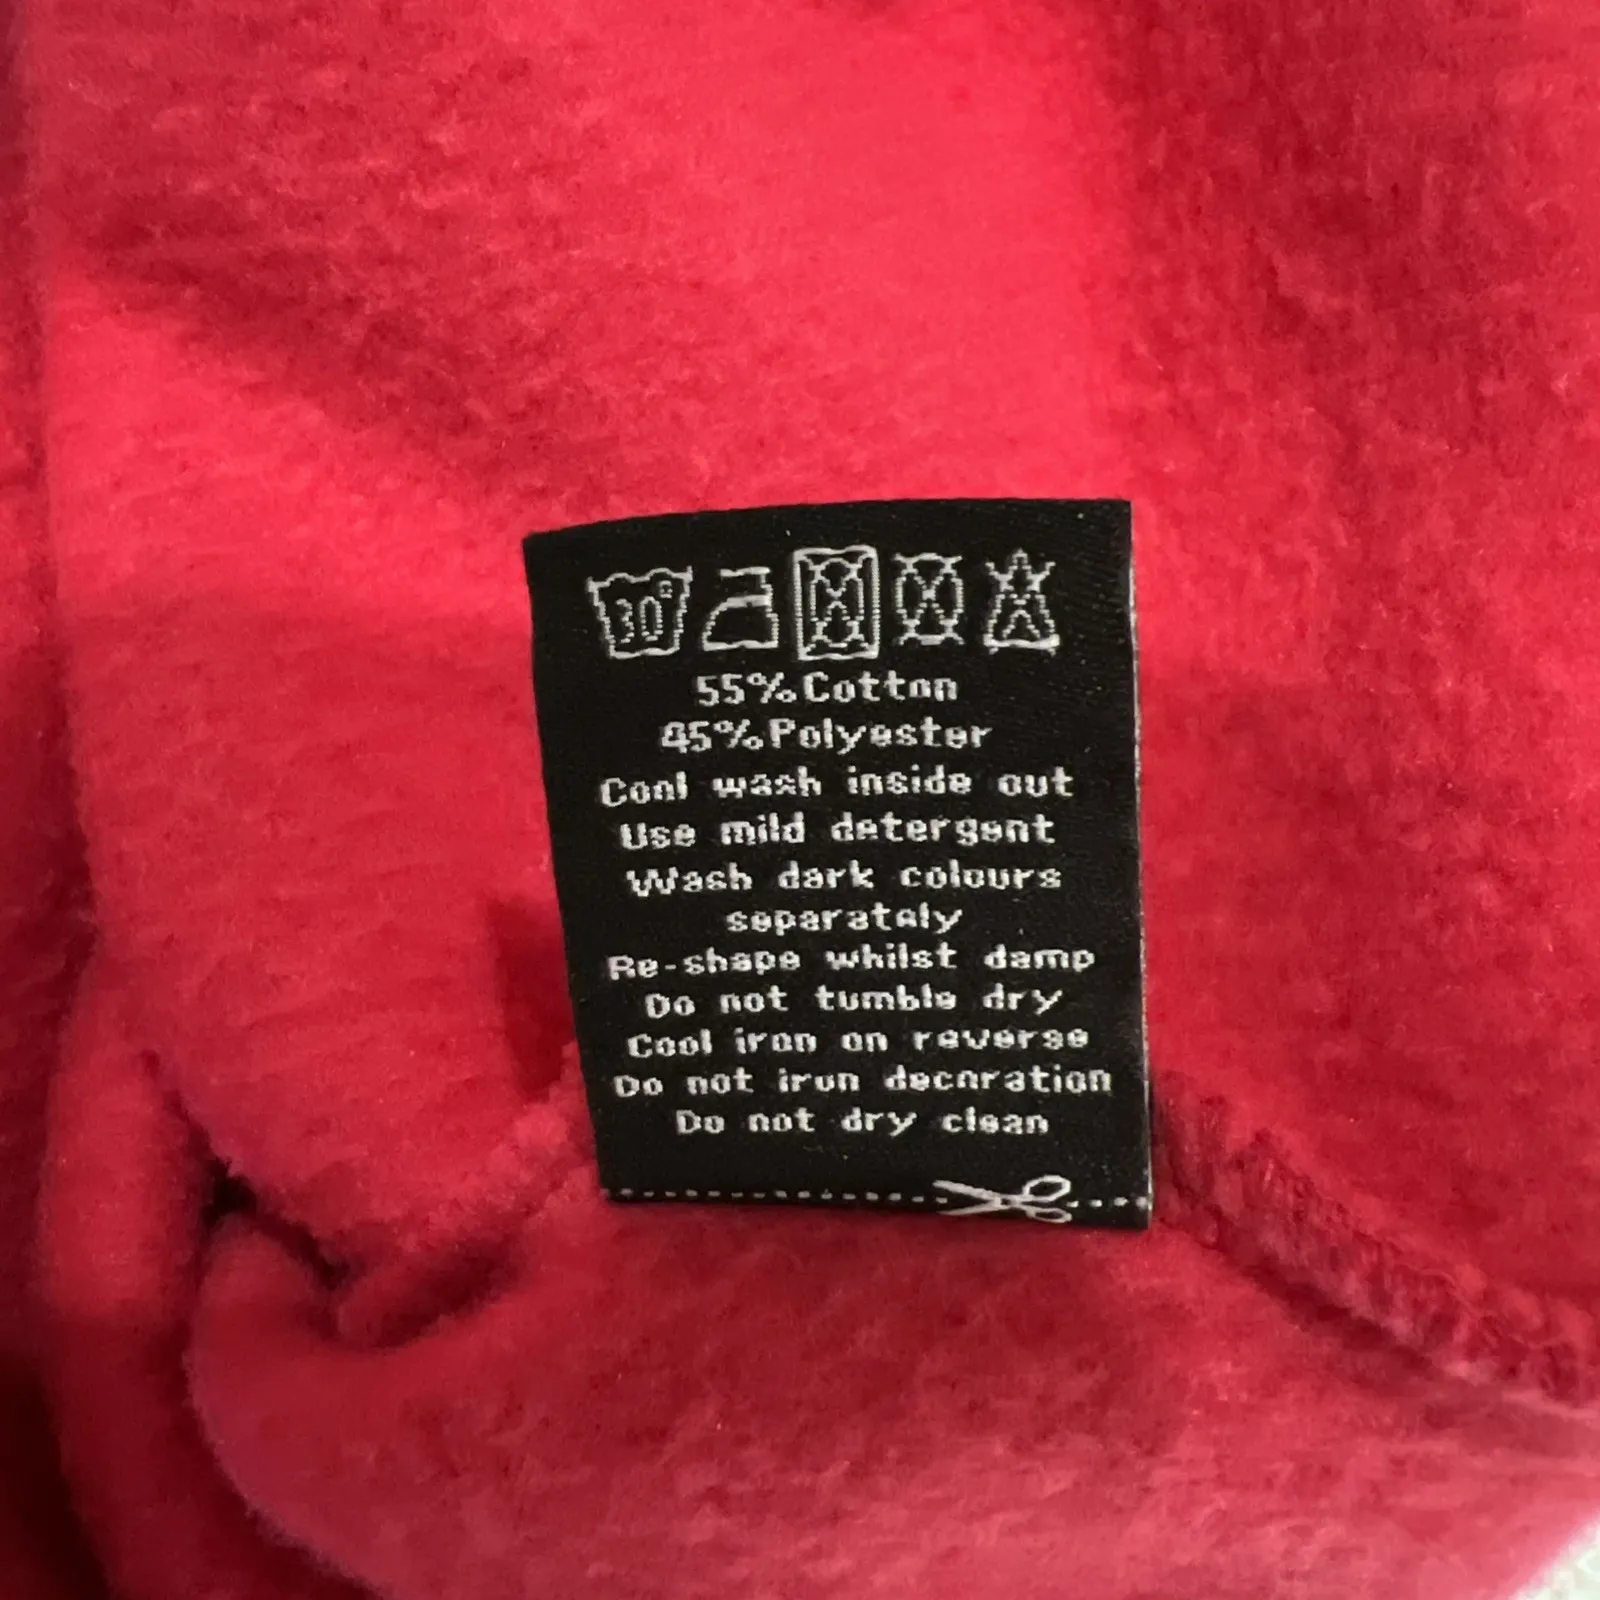 30°
55% Cotton
45% Polyester
Cool wash inside out
Use mild detergent
Wash dark colours
separately
Re-shape whilst damp
Do not tumble dry
Cool iron on reverse
Do not iron decoration
Do not dry clean